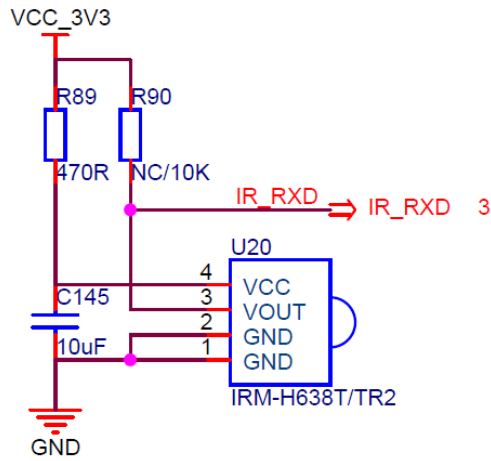 VCC_3V3
R89
R90
470R
NC/10K
IR_RXD
IR_RXD 3
U20
4
VCC
3
VOUT
2
GND
1
GND
C145
10uF
IRM-H638T/TR2
GND